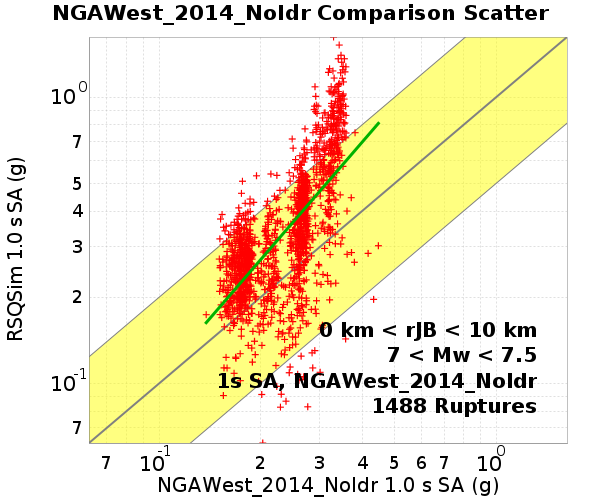 NGAWest_2014_NoIdr Comparison Scatter
RSQSim 1.0 s SA (g)
10^0
7
5
4
3
2
10^-1
7
0 km < rJB < 10 km
7 < Mw < 7.5
1s SA, NGAWest_2014_NoIdr
1488 Ruptures
7 10^-1 2 3 4 5 6 7 10^0
NGAWest_2014_NoIdr 1.0 s SA (g)